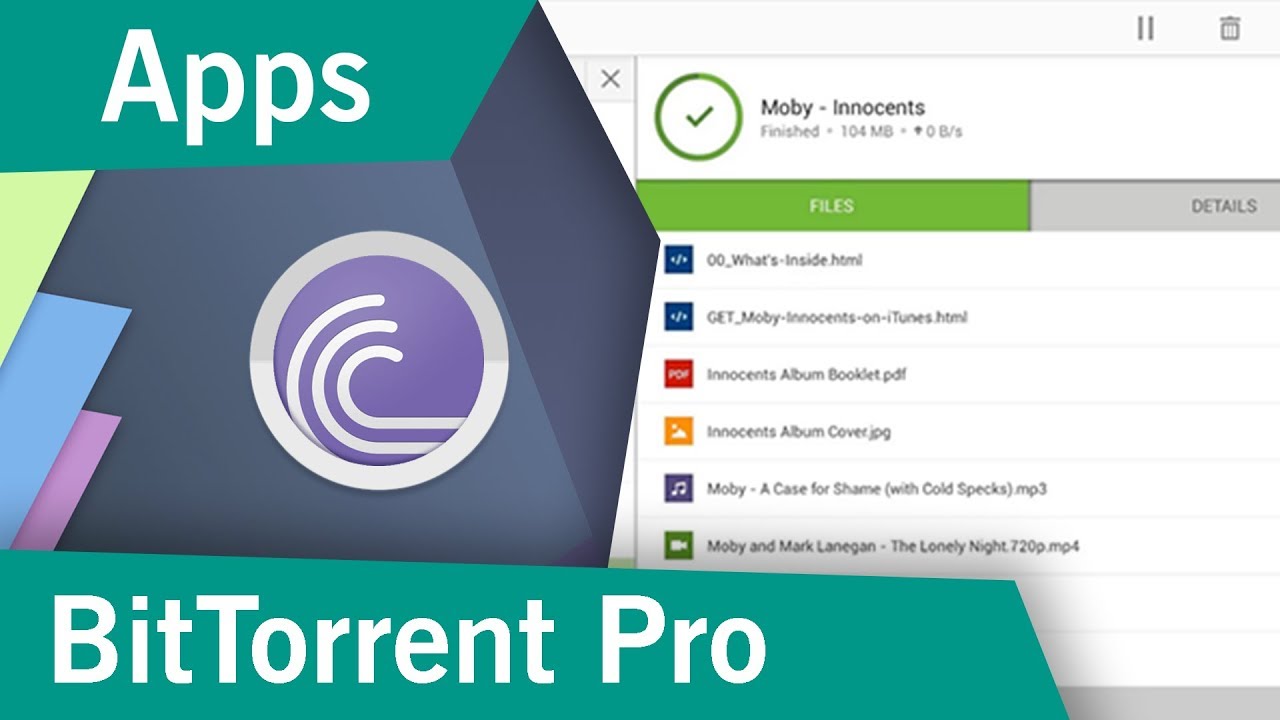 Apps
Moby - Innocents
Finished • 104 MB • ↑ 0 B/s
FILES
DETAILS
00_What's-Inside.html
GET_Moby-Innocents-on-iTunes.html
PDF
Innocents Album Booklet.pdf
Innocents Album Cover.jpg
Moby - A Case for Shame (with Cold Specks).mp3
Moby and Mark Lanegan - The Lonely Night.720p.mp4
BitTorrent Pro